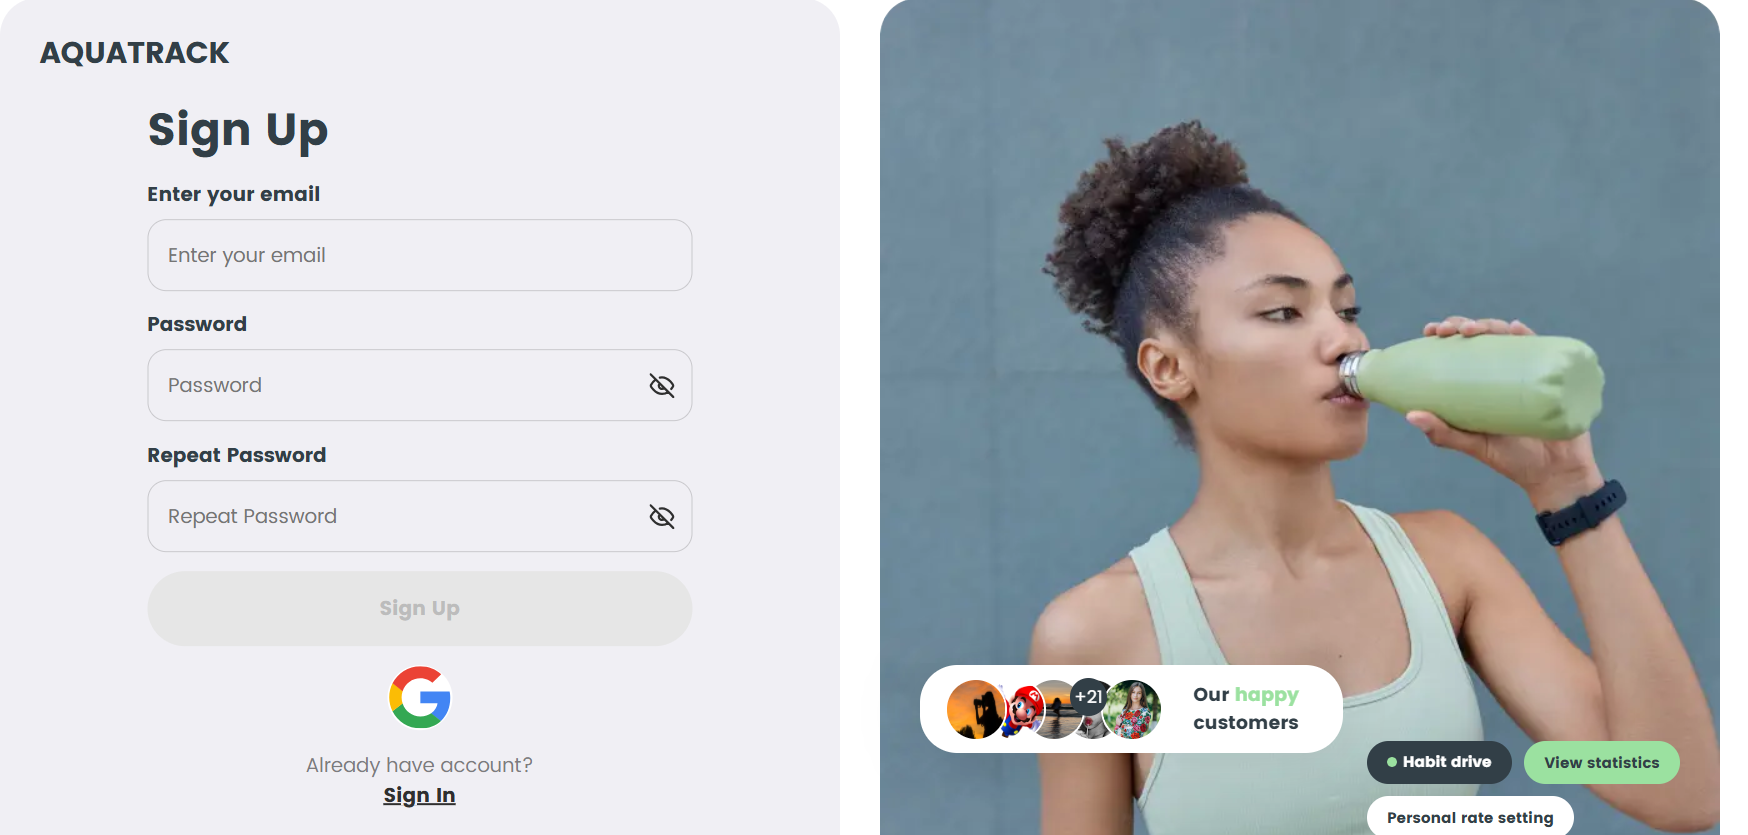 AQUATRACK
Sign Up
Enter your email
Enter your email
Password
Password
Repeat Password
Repeat Password
Sign Up
Already have account?
Sign In
+21
Our happy
customers
Habit drive
View statistics
Personal rate setting